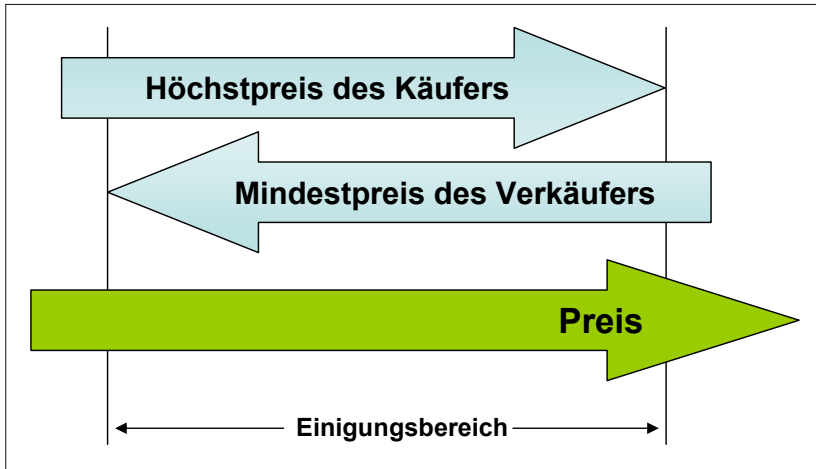 Höchstpreis des Käufers
Mindestpreis des Verkäufers
Preis
Einigungsbereich